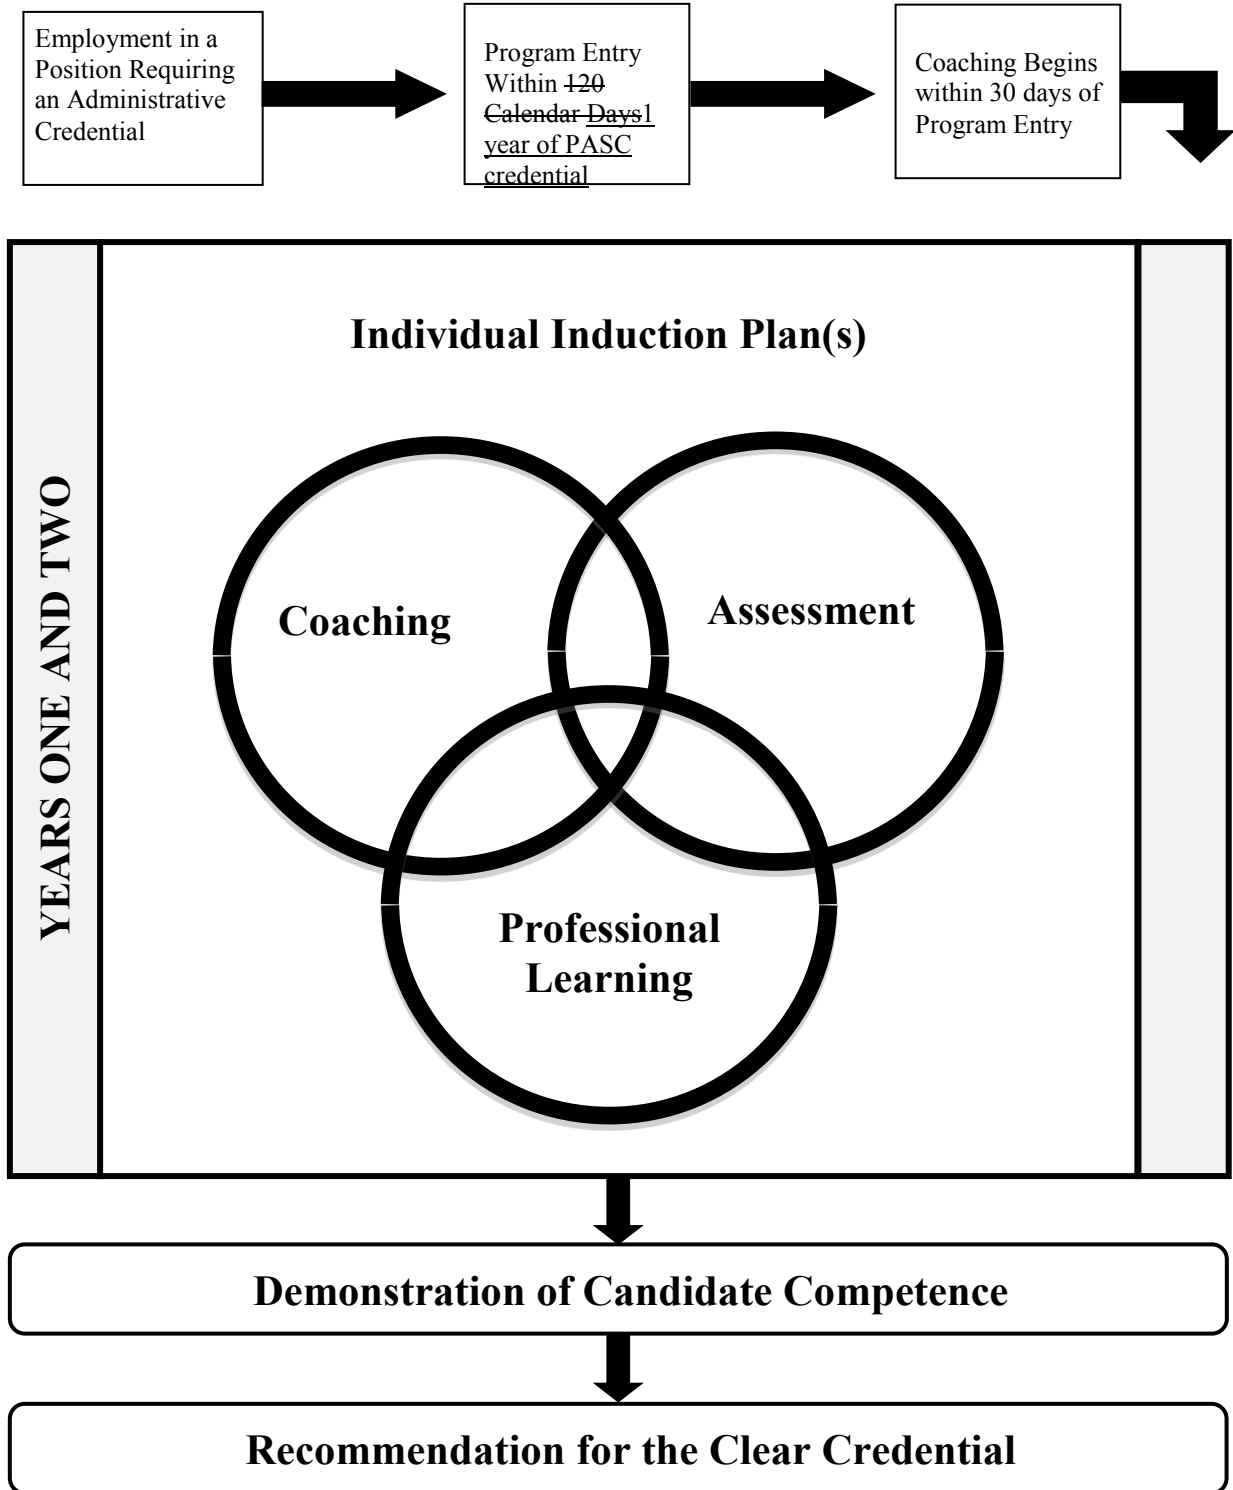 Employment in a
Position Requiring
an Administrative
Credential
Program Entry
Within 120
Calendar Days1
year of PASC
credential
Coaching Begins
within 30 days of
Program Entry
Individual Induction Plan(s)
YEARS ONE AND TWO
Coaching
Assessment
Professional
Learning
Demonstration of Candidate Competence
Recommendation for the Clear Credential